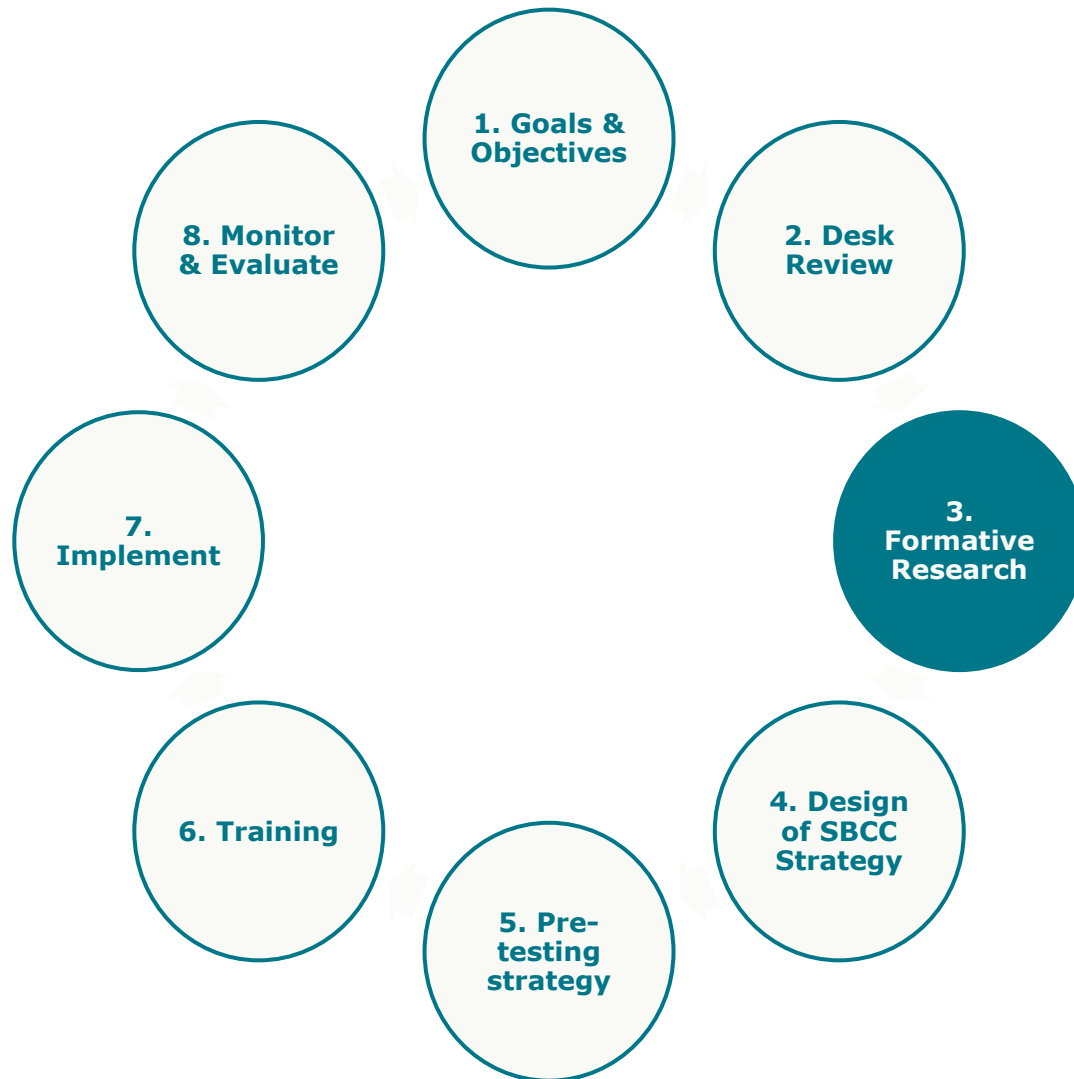 1. Goals &
Objectives
2. Desk
Review
3.
Formative
Research
4. Design
of SBCC
Strategy
5. Pre-
testing
strategy
6. Training
7.
Implement
8. Monitor
& Evaluate